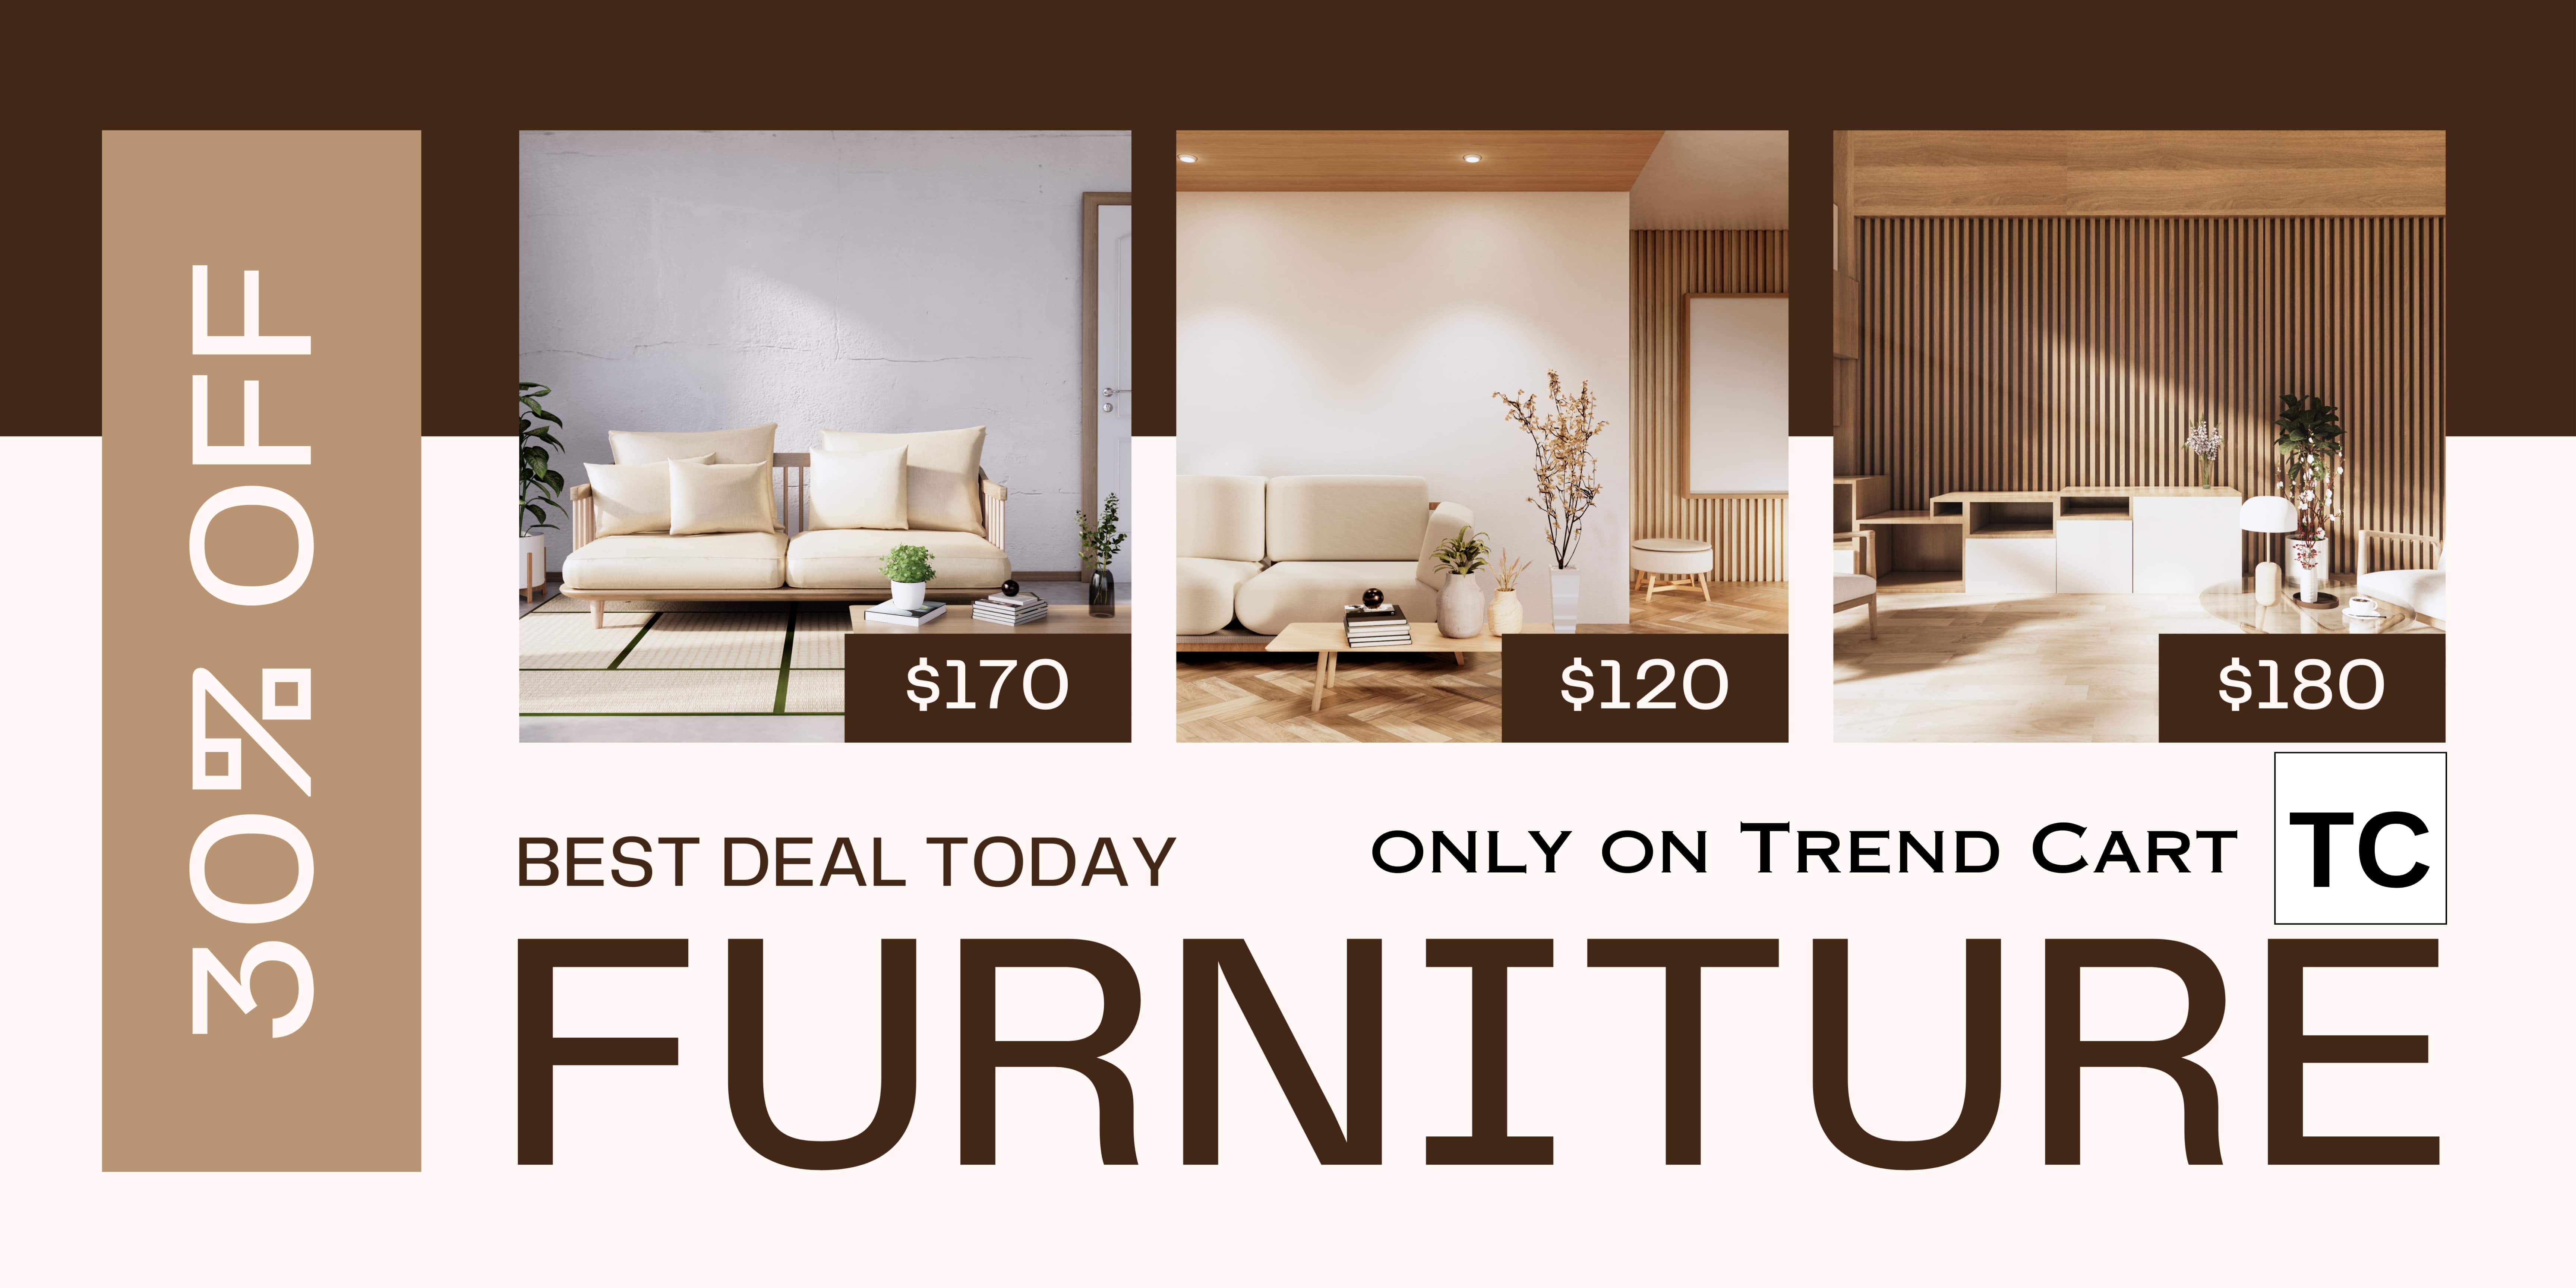 30% OFF
$170
$120
$180
BEST DEAL TODAY
ONLY ON TREND CART
TC
FURNITURE